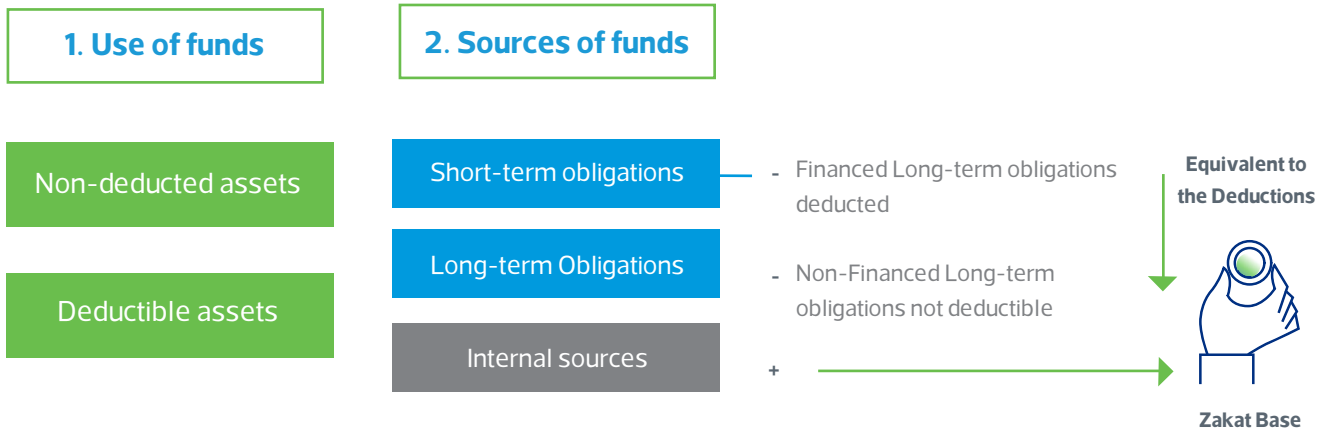 1. Use of funds
2. Sources of funds
Non-deducted assets
Deductible assets
Short-term obligations
Long-term Obligations
Internal sources
- Financed Long-term obligations
deducted
- Non-Financed Long-term
obligations not deductible
+
Equivalent to
the Deductions
Zakat Base